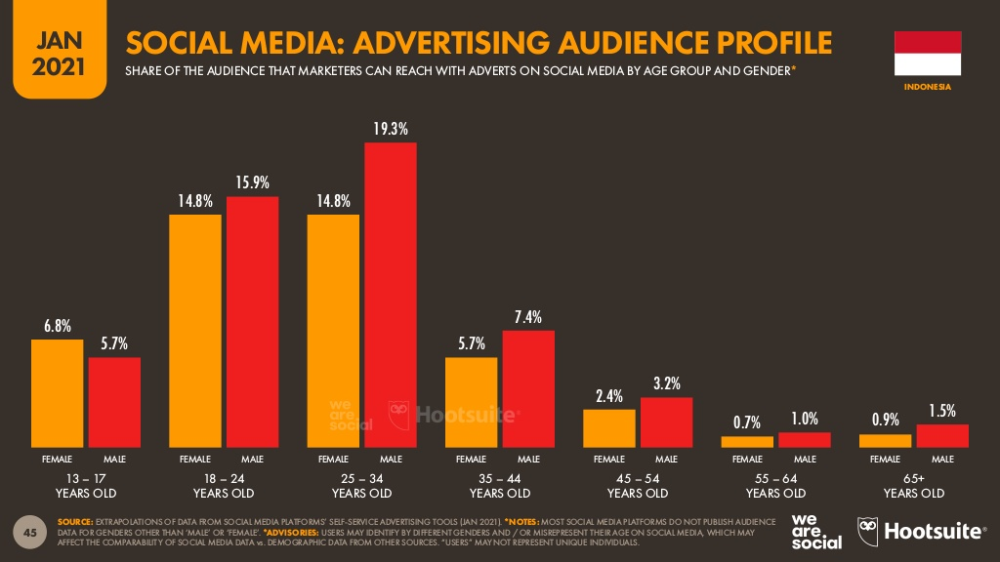 JAN
2021
SOCIAL MEDIA: ADVERTISING AUDIENCE PROFILE
SHARE OF THE AUDIENCE THAT MARKETERS CAN REACH WITH ADVERTS ON SOCIAL MEDIA BY AGE GROUP AND GENDER*
INDONESIA
6.8% 5.7% 14.8% 15.9% 14.8% 19.3% 5.7% 7.4% 2.4% 3.2% 0.7% 1.0% 0.9% 1.5%
we
are
social
Hootsuite®
FEMALE MALE FEMALE MALE FEMALE MALE FEMALE MALE FEMALE MALE FEMALE MALE FEMALE MALE
13 – 17 18 – 24 25 – 34 35 – 44 45 – 54 55 – 64 65+
YEARS OLD YEARS OLD YEARS OLD YEARS OLD YEARS OLD YEARS OLD YEARS OLD
45
SOURCE: EXTRAPOLATIONS OF DATA FROM SOCIAL MEDIA PLATFORMS' SELF-SERVICE ADVERTISING TOOLS (JAN 2021). *NOTES: MOST SOCIAL MEDIA PLATFORMS DO NOT PUBLISH AUDIENCE
DATA FOR GENDERS OTHER THAN 'MALE' OR 'FEMALE'. *ADVISORIES: USERS MAY IDENTIFY BY DIFFERENT GENDERS AND / OR MISREPRESENT THEIR AGE ON SOCIAL MEDIA, WHICH MAY
AFFECT THE COMPARABILITY OF SOCIAL MEDIA DATA vs. DEMOGRAPHIC DATA FROM OTHER SOURCES. "USERS" MAY NOT REPRESENT UNIQUE INDIVIDUALS.
we
are
social
Hootsuite®